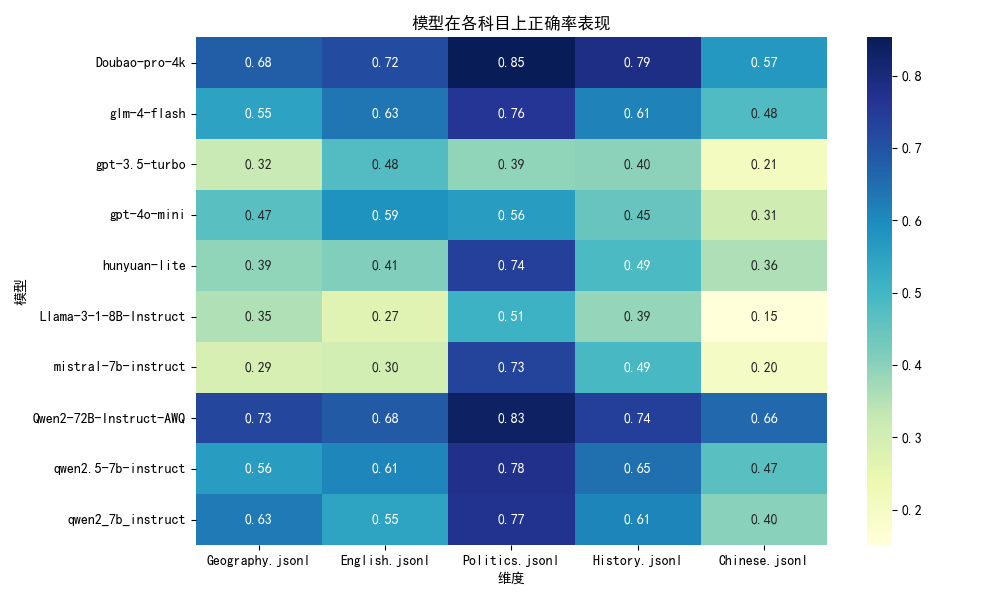 模型在各科目上正确率表现
模型
Doubao-pro-4k 0.68 0.72 0.85 0.79 0.57
glm-4-flash 0.55 0.63 0.76 0.61 0.48
gpt-3.5-turbo 0.32 0.48 0.39 0.40 0.21
gpt-4o-mini 0.47 0.59 0.56 0.45 0.31
hunyuan-lite 0.39 0.41 0.74 0.49 0.36
Llama-3-1-8B-Instruct 0.35 0.27 0.51 0.39 0.15
mistral-7b-instruct 0.29 0.30 0.73 0.49 0.20
Qwen2-72B-Instruct-AWQ 0.73 0.68 0.83 0.74 0.66
qwen2.5-7b-instruct 0.56 0.61 0.78 0.65 0.47
qwen2_7b_instruct 0.63 0.55 0.77 0.61 0.40
Geography.jsonl English.jsonl Politics.jsonl History.jsonl Chinese.jsonl
维度
0.8
0.7
0.6
0.5
0.4
0.3
0.2